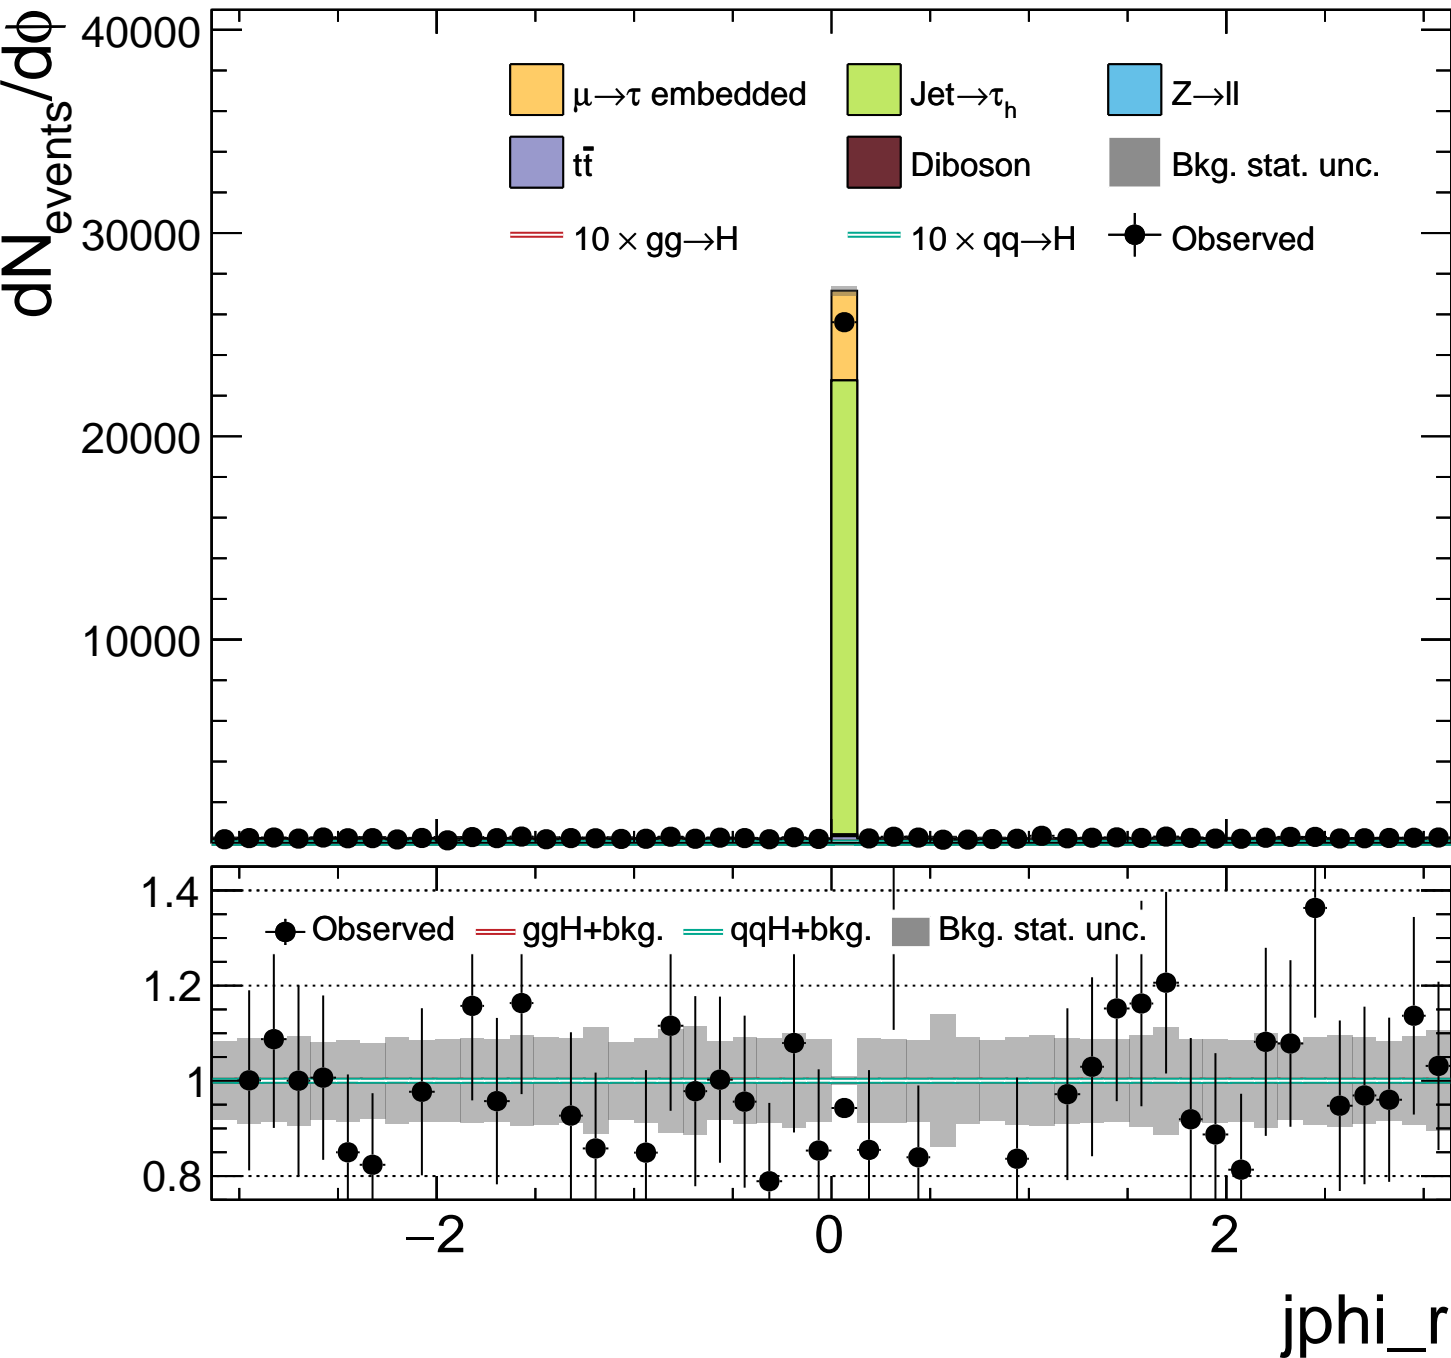 dN_events/dϕ
40000
30000
20000
10000
μ→τ embedded
Jet→τ_h
Z→ll
tt̄
Diboson
Bkg. stat. unc.
10 × gg→H
10 × qq→H
Observed
1.4
1.2
1
0.8
Observed
ggH+bkg.
qqH+bkg.
Bkg. stat. unc.
−2
0
2
jphi_r